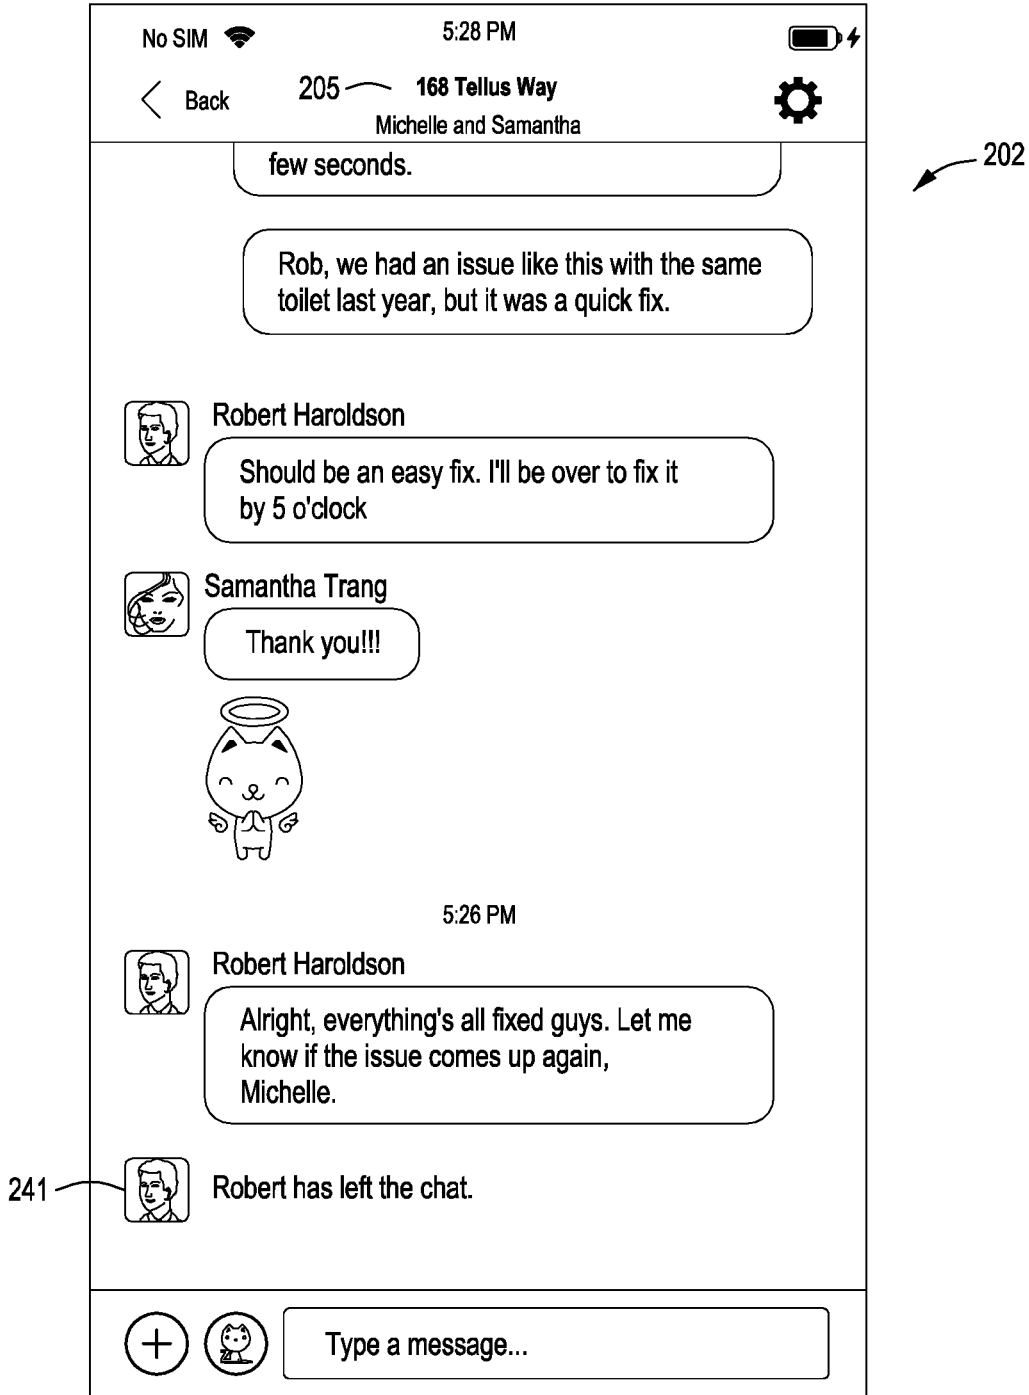 No SIM 5:28 PM
Back 205 168 Tellus Way
Michelle and Samantha
202
few seconds.
Rob, we had an issue like this with the same
toilet last year, but it was a quick fix.
Robert Haroldson
Should be an easy fix. I'll be over to fix it
by 5 o'clock
Samantha Trang
Thank you!!!
5:26 PM
Robert Haroldson
Alright, everything's all fixed guys. Let me
know if the issue comes up again,
Michelle.
241 Robert has left the chat.
Type a message...